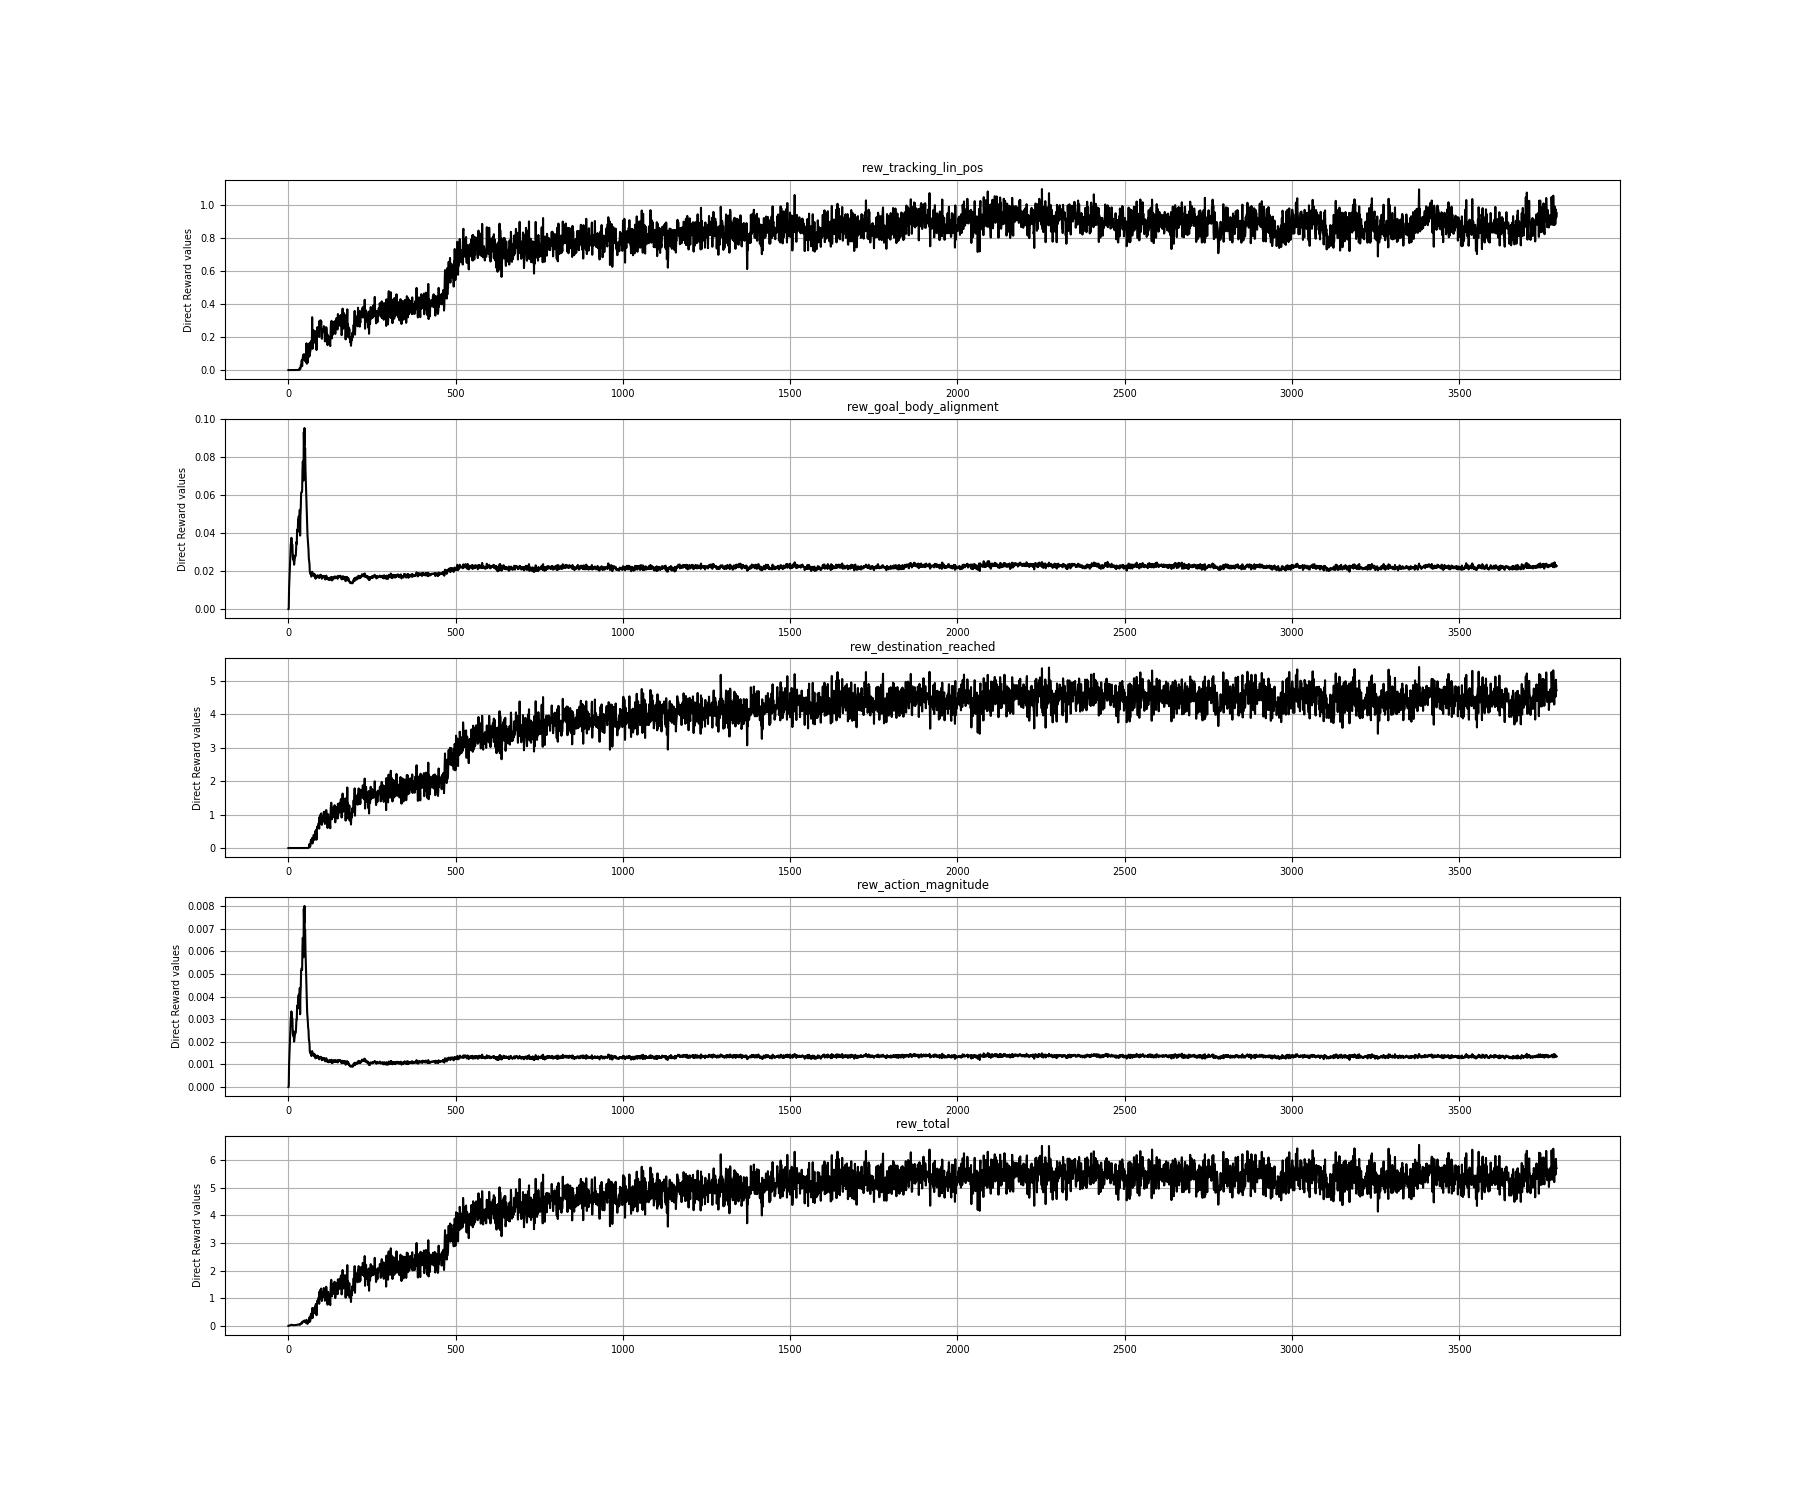 rew_tracking_lin_pos
Direct Reward values
1.0
0.8
0.6
0.4
0.2
0.0
0 500 1000 1500 2000 2500 3000 3500
rew_goal_body_alignment
Direct Reward values
0.10
0.08
0.06
0.04
0.02
0.00
0 500 1000 1500 2000 2500 3000 3500
rew_destination_reached
Direct Reward values
5
4
3
2
1
0
0 500 1000 1500 2000 2500 3000 3500
rew_action_magnitude
Direct Reward values
0.008
0.007
0.006
0.005
0.004
0.003
0.002
0.001
0.000
0 500 1000 1500 2000 2500 3000 3500
rew_total
Direct Reward values
6
5
4
3
2
1
0
0 500 1000 1500 2000 2500 3000 3500